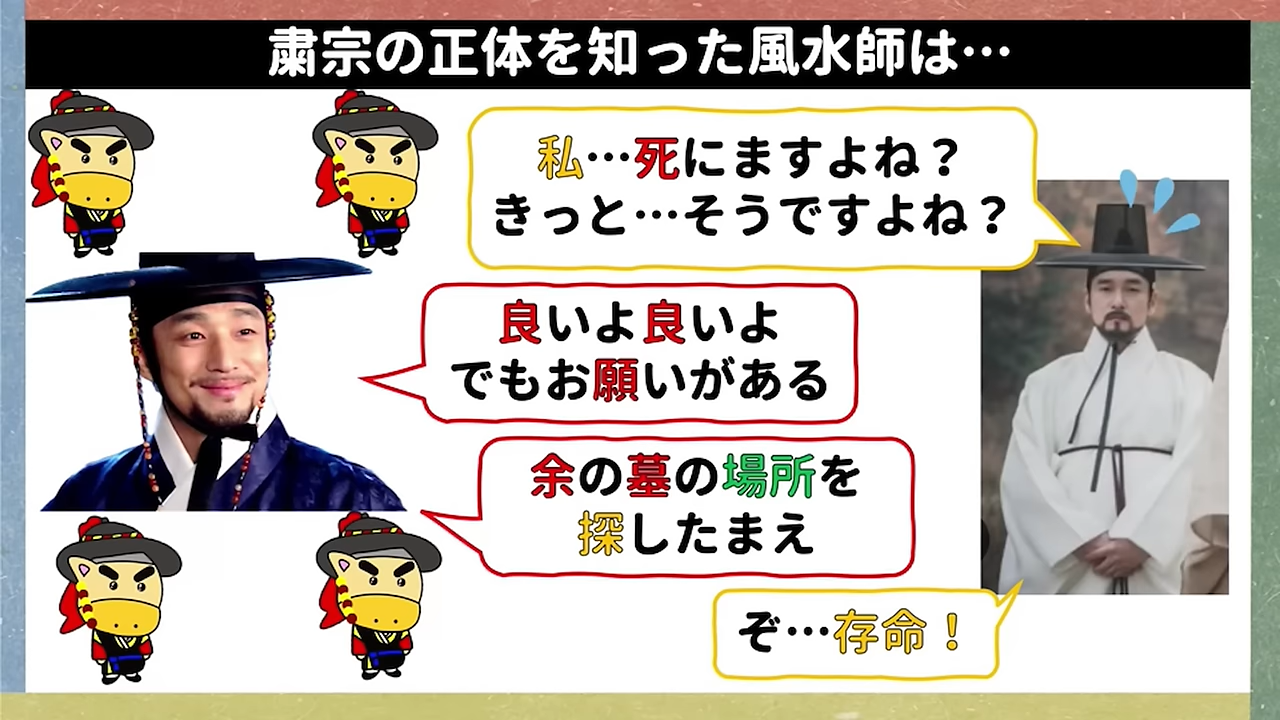 粛宗の正体を知った風水師は…
私…死にますよね？
きっと…そうですよね？
良いよ良いよ
でもお願いがある
余の墓の場所を
探したまえ
ぞ…存命！